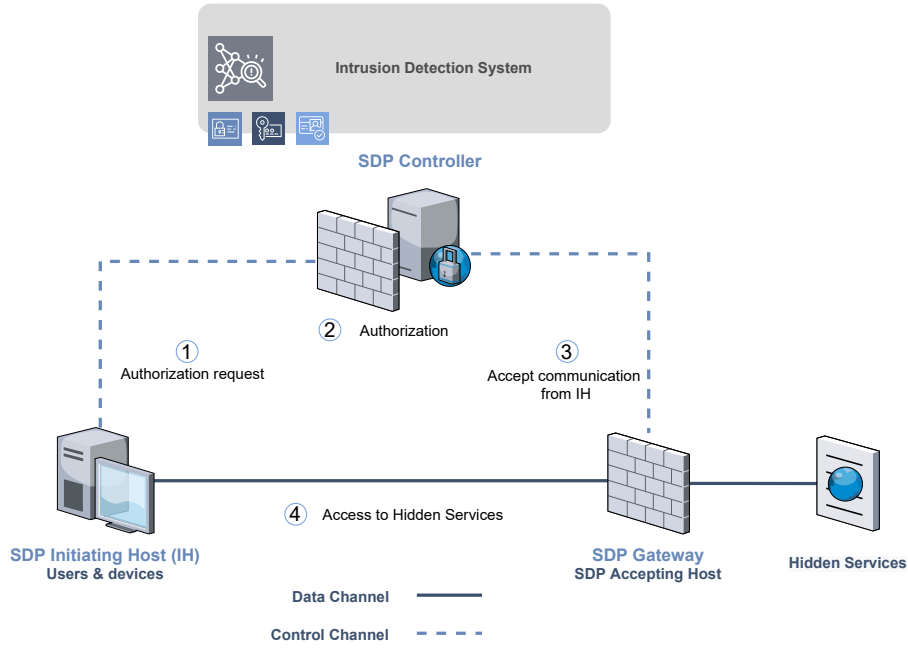 Intrusion Detection System
SDP Controller
2 Authorization
1
Authorization request
3
Accept communication
from IH
4 Access to Hidden Services
SDP Initiating Host (IH)
Users & devices
SDP Gateway
SDP Accepting Host
Hidden Services
Data Channel
Control Channel